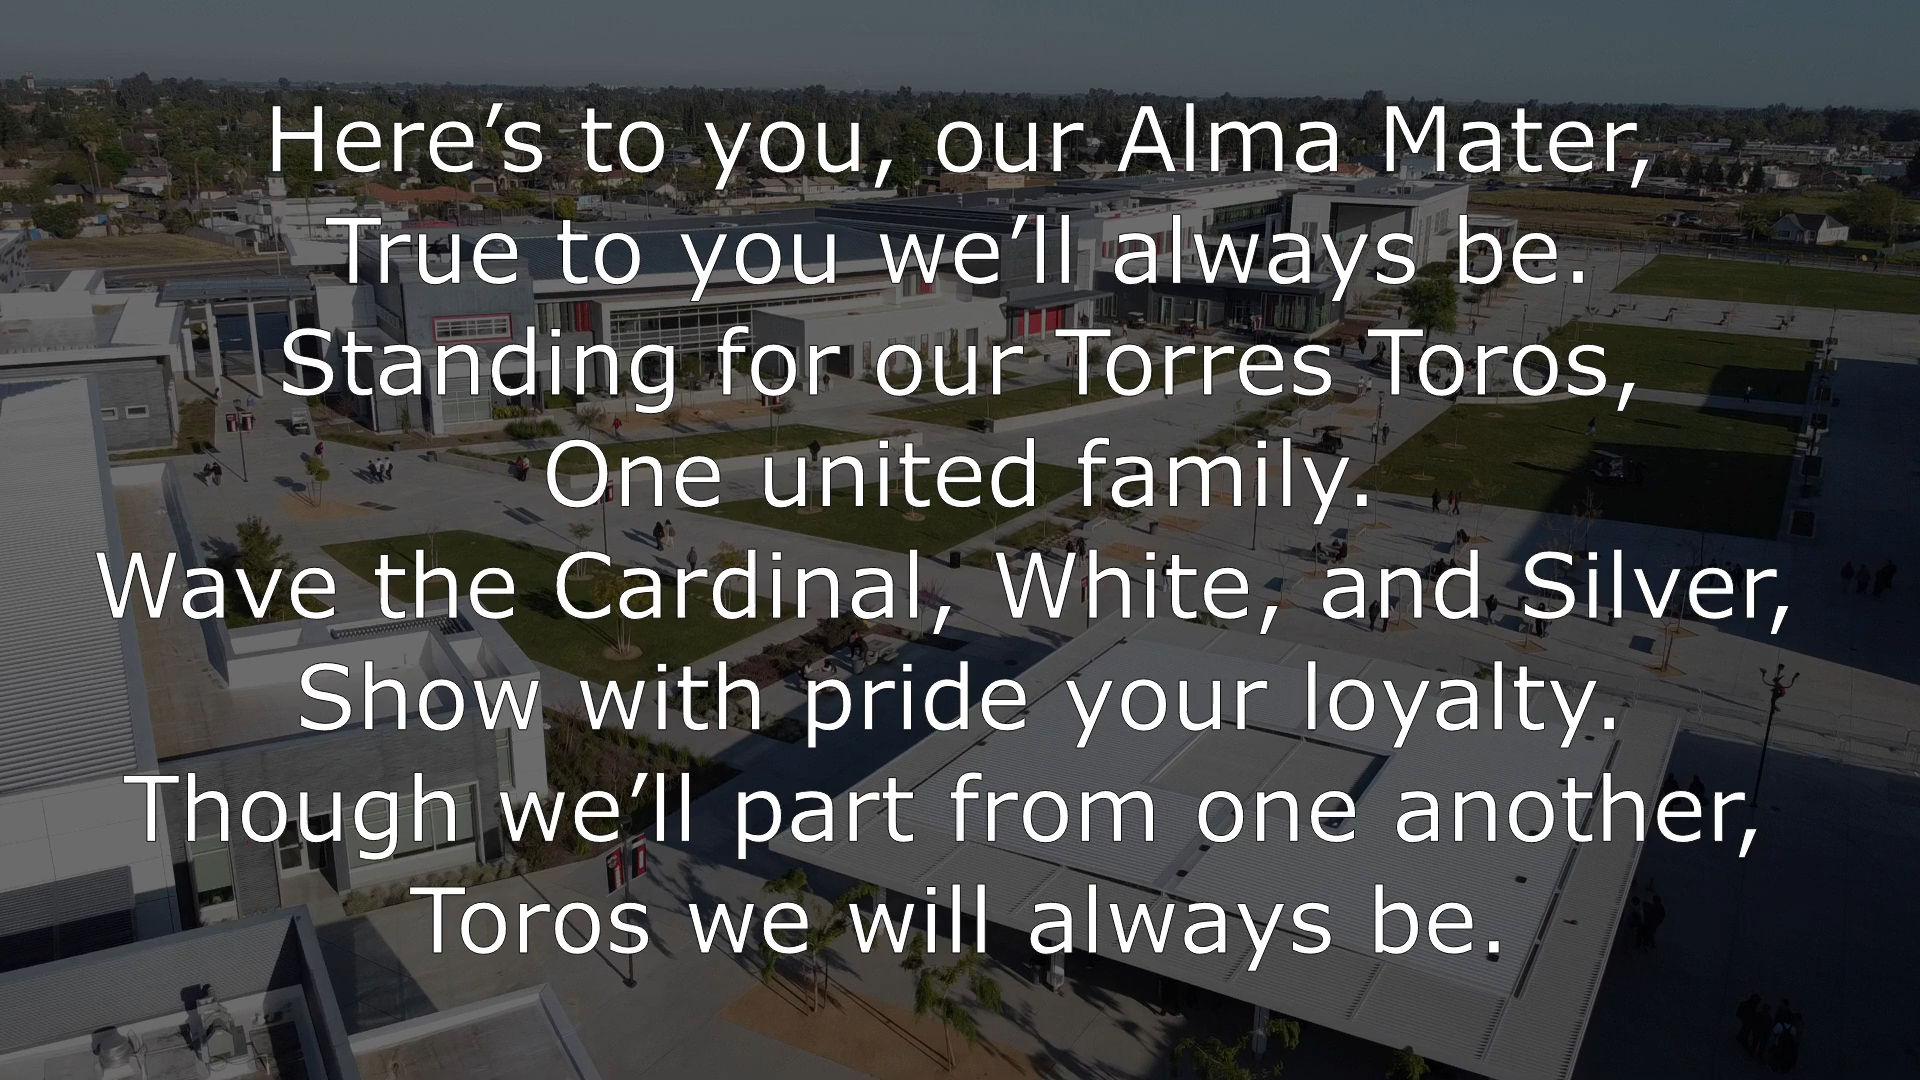 Here’s to you, our Alma Mater,
True to you we’ll always be.
Standing for our Torres Toros,
One united family.
Wave the Cardinal, White, and Silver,
Show with pride your loyalty.
Though we’ll part from one another,
Toros we will always be.